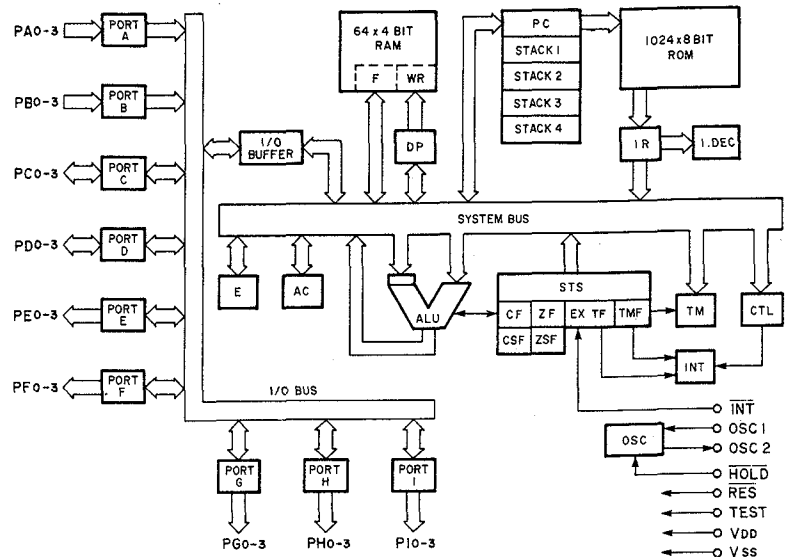 PA0-3
PORT
A
PB0-3
PORT
B
PC0-3
PORT
C
PD0-3
PORT
D
PE0-3
PORT
E
PF0-3
PORT
F
I/O
BUFFER
64 x 4 BIT
RAM
F
WR
DP
PC
STACK 1
STACK 2
STACK 3
STACK 4
1024 x 8 BIT
ROM
IR
I.DEC
SYSTEM BUS
E
AC
ALU
STS
CF
ZF
EX TF
TMF
CSF
ZSF
TM
CTL
INT
I/O BUS
PORT
G
PORT
H
PORT
I
PG0-3
PH0-3
PI0-3
OSC
INT
OSC 1
OSC 2
HOLD
RES
TEST
VDD
VSS